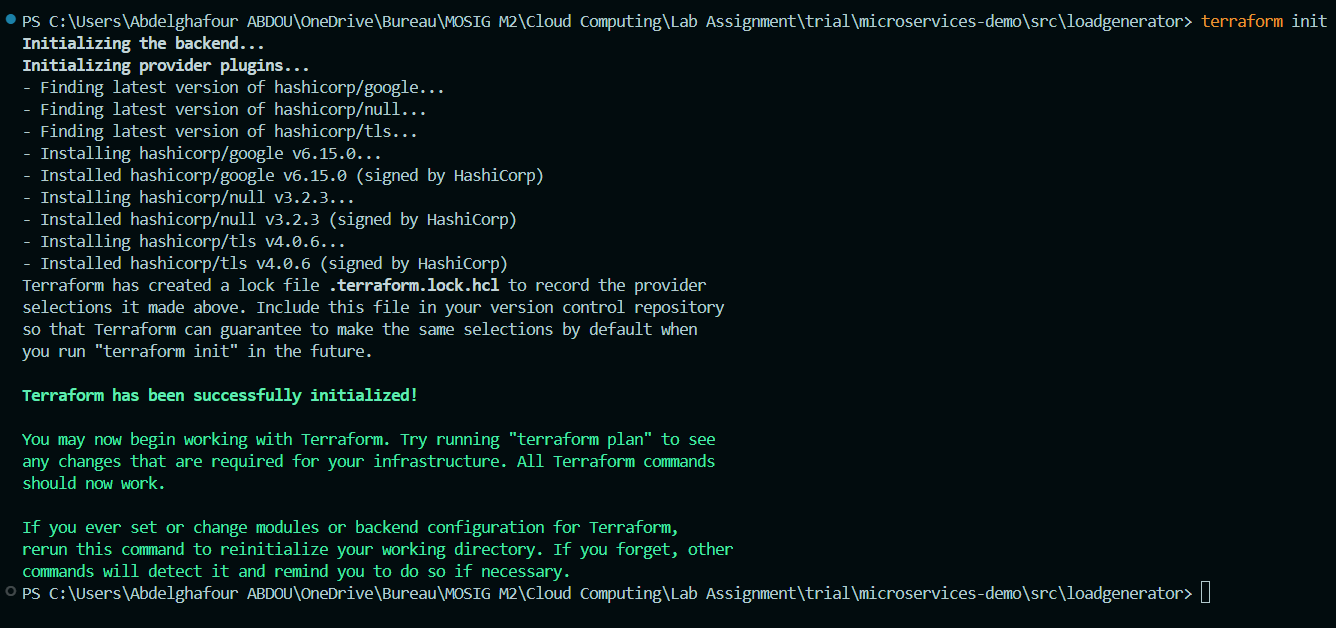 PS C:\Users\Abdelghafour ABDOU\OneDrive\Bureau\MOSIG M2\Cloud Computing\Lab Assignment\trial\microservices-demo\src\loadgenerator> terraform init
Initializing the backend...
Initializing provider plugins...
- Finding latest version of hashicorp/google...
- Finding latest version of hashicorp/null...
- Finding latest version of hashicorp/tls...
- Installing hashicorp/google v6.15.0...
- Installed hashicorp/google v6.15.0 (signed by HashiCorp)
- Installing hashicorp/null v3.2.3...
- Installed hashicorp/null v3.2.3 (signed by HashiCorp)
- Installing hashicorp/tls v4.0.6...
- Installed hashicorp/tls v4.0.6 (signed by HashiCorp)
Terraform has created a lock file .terraform.lock.hcl to record the provider
selections it made above. Include this file in your version control repository
so that Terraform can guarantee to make the same selections by default when
you run "terraform init" in the future.
Terraform has been successfully initialized!
You may now begin working with Terraform. Try running "terraform plan" to see
any changes that are required for your infrastructure. All Terraform commands
should now work.
If you ever set or change modules or backend configuration for Terraform,
rerun this command to reinitialize your working directory. If you forget, other
commands will detect it and remind you to do so if necessary.
PS C:\Users\Abdelghafour ABDOU\OneDrive\Bureau\MOSIG M2\Cloud Computing\Lab Assignment\trial\microservices-demo\src\loadgenerator>